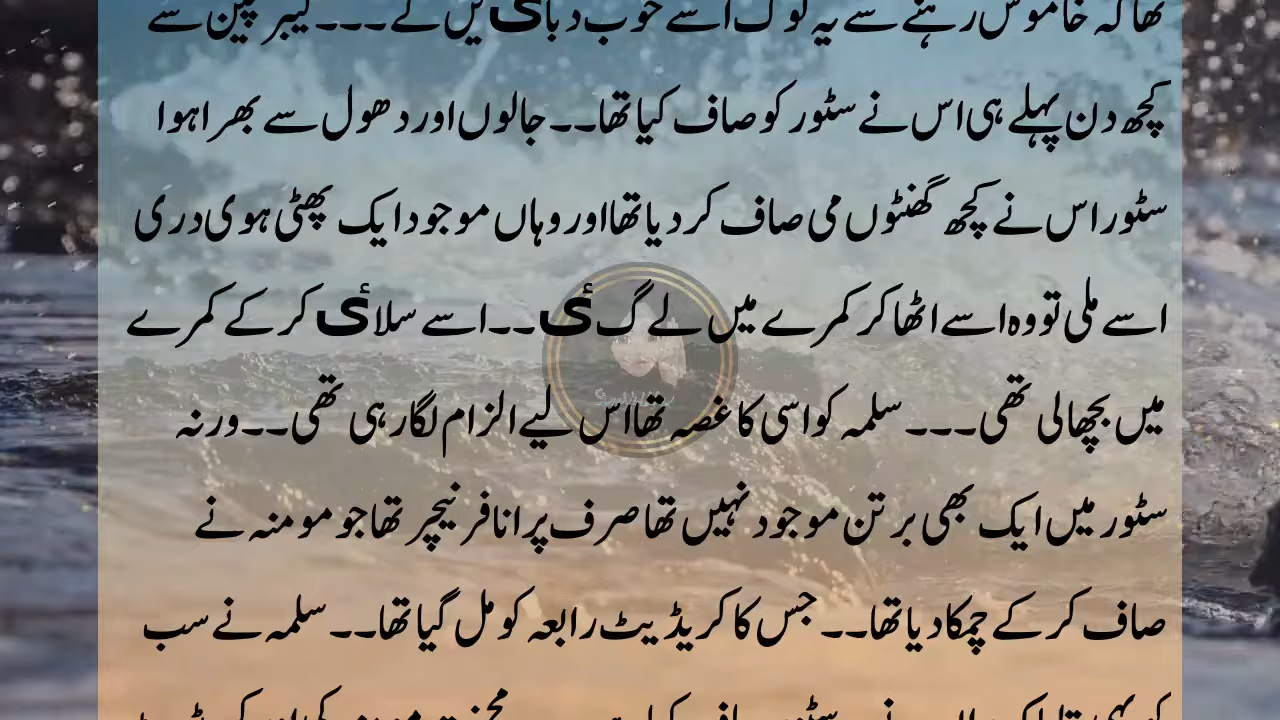 تھا کہ خاموش رہنے سے یہ لوگ اسے خوب دباٸیں گے۔۔۔ کیبر چین سے
کچھ دن پہلے ہی اس نے سٹور کو صاف کیا تھا۔۔ جالوں اور دھول سے بھرا ہوا
سٹور اس نے کچھ گھنٹوں می صاف کر دیا تھا اور وہاں موجود ایک پھٹی ہوی دری
اسے ملی تو وہ اسے اٹھا کر کمرے میں لے گٸ۔۔ اسے سلاٸ کر کے کمرے
میں بچھا لی تھی۔۔۔ سلمہ کو اسی کا غصہ تھا اس لیے الزام لگا رہی تھی۔۔ ورنہ
سٹور میں ایک بھی برتن موجود نہیں تھا صرف پرانا فرنیچر تھا جو مومنہ نے
صاف کر کے چمکا دیا تھا۔۔ جس کا کریڈیٹ رابعہ کو مل گیا تھا۔۔ سلمہ نے سب